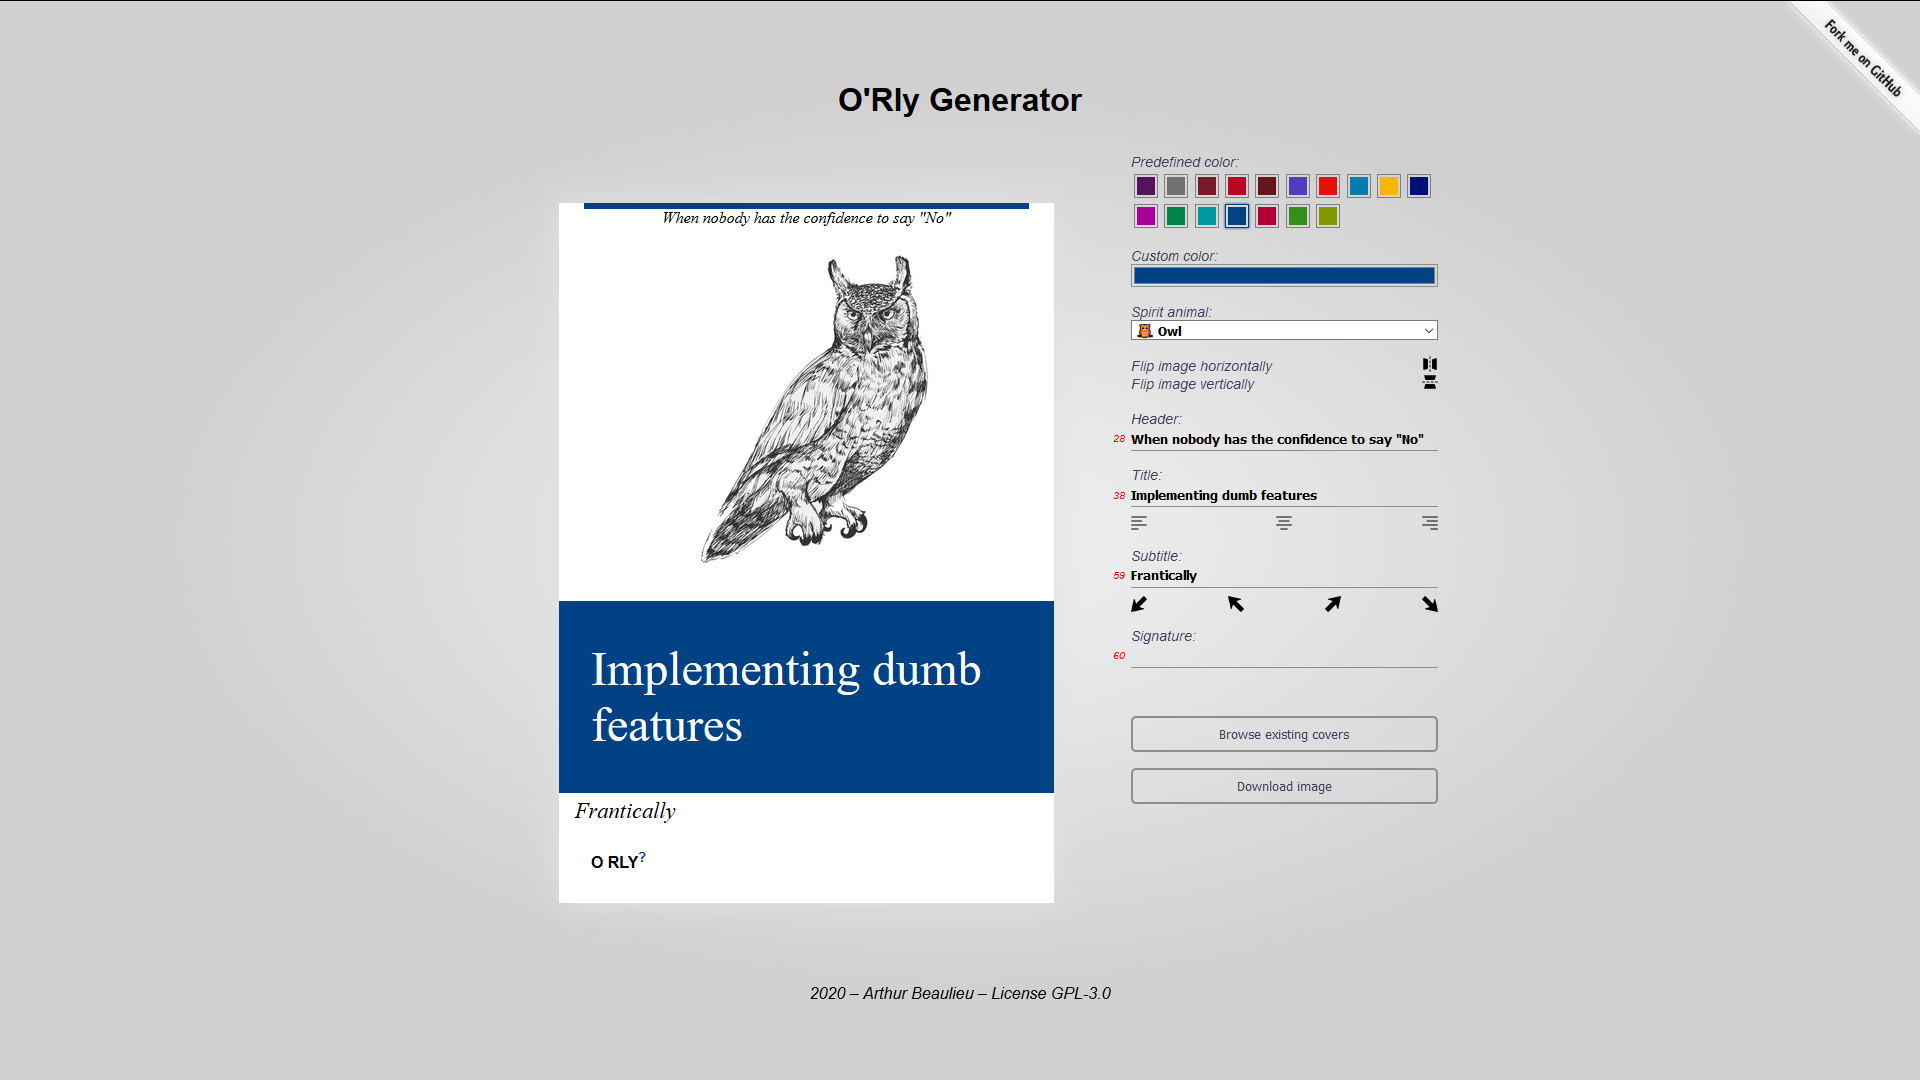 Fork me on GitHub
O'Rly Generator
When nobody has the confidence to say "No"
Implementing dumb
features
Frantically
O RLY?
Predefined color:
Custom color:
Spirit animal:
Owl
Flip image horizontally
Flip image vertically
Header:
28 When nobody has the confidence to say "No"
Title:
38 Implementing dumb features
Subtitle:
59 Frantically
Signature:
60
Browse existing covers
Download image
2020 – Arthur Beaulieu – License GPL-3.0